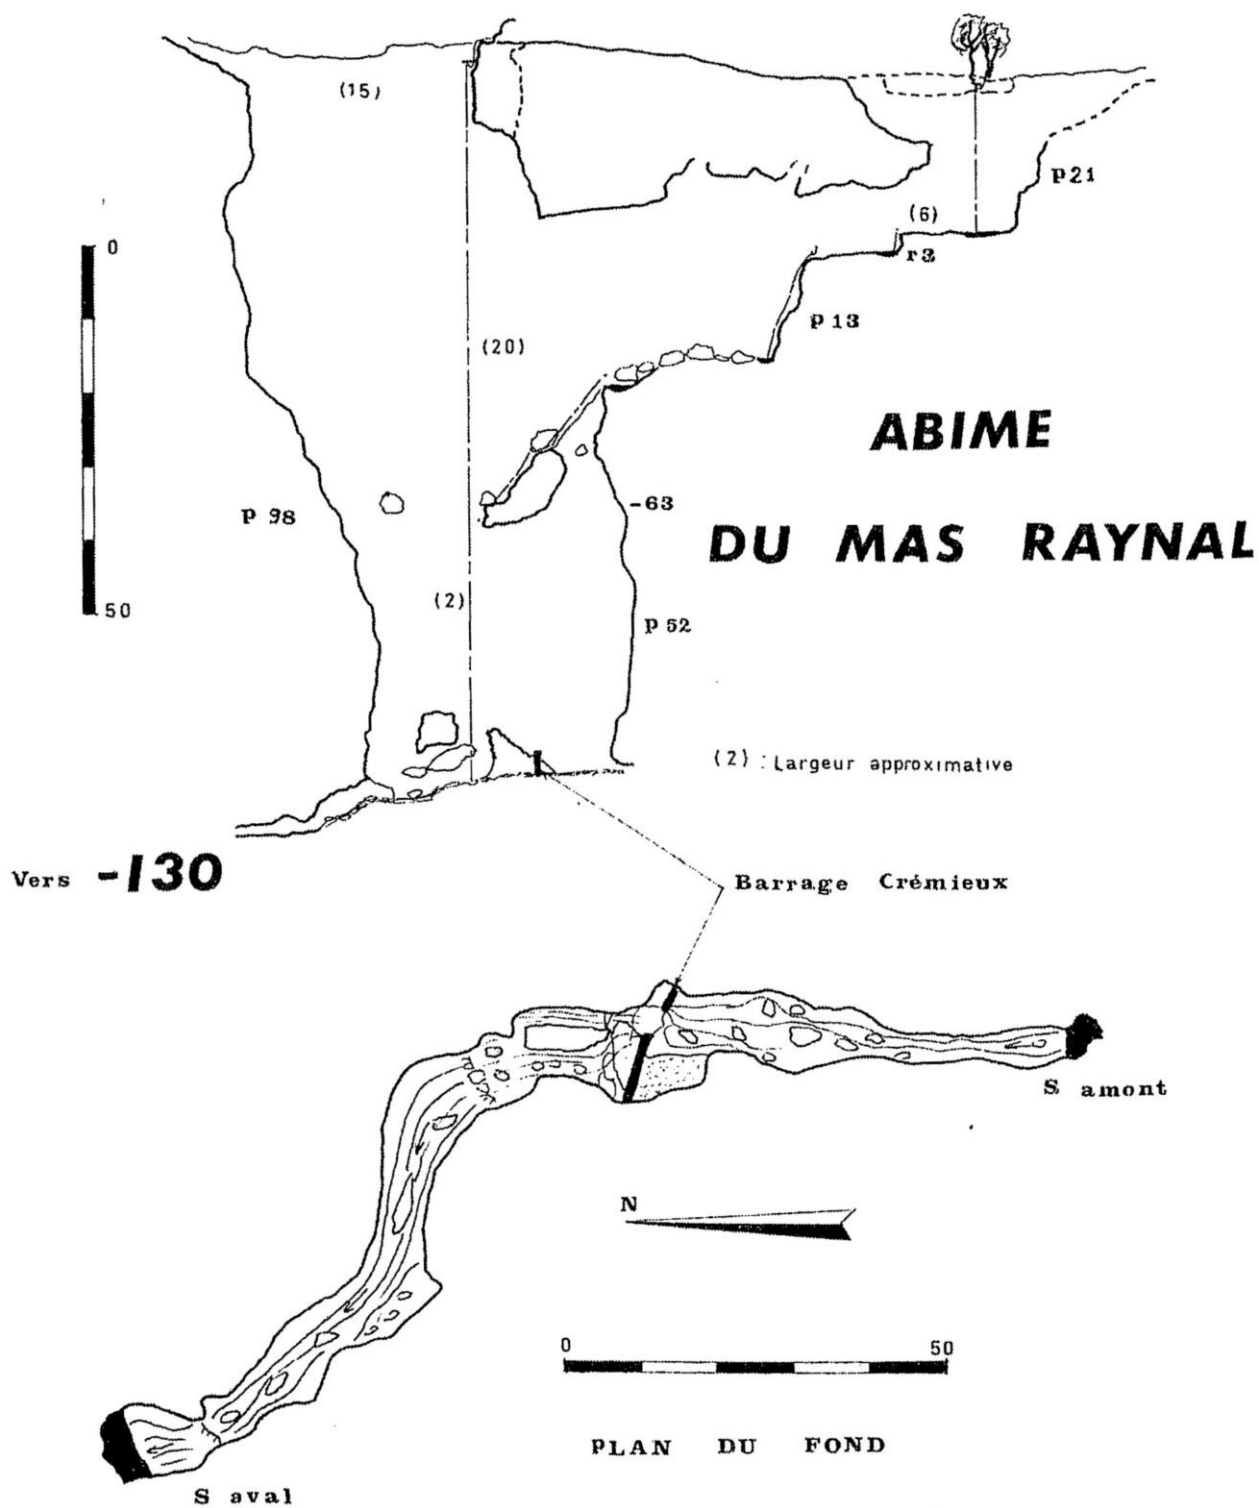 (15)
p21
(6)
0
r3
p 13
(20)
ABIME
-63
p 98
DU MAS RAYNAL
(2)
50
p 52
(2) : Largeur approximative
Vers -130
Barrage Crémieux
S amont
N
0
50
PLAN DU FOND
S aval